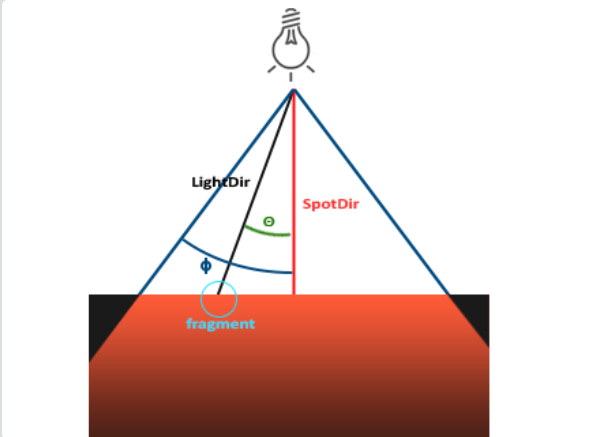 LightDir
SpotDir
Θ
ϕ
fragment